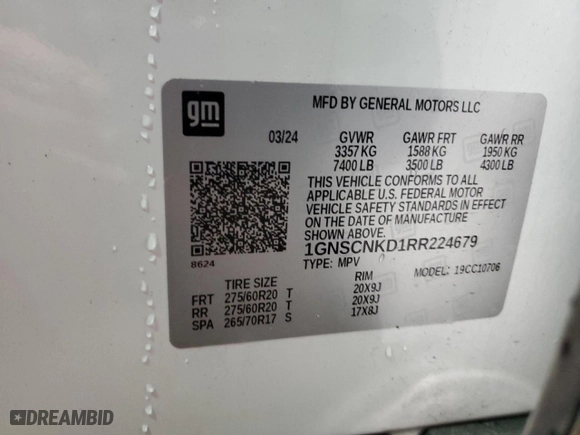 gm
MFD BY GENERAL MOTORS LLC
03/24 GVWR GAWR FRT GAWR RR
3357 KG 1588 KG 1950 KG
7400 LB 3500 LB 4300 LB
THIS VEHICLE CONFORMS TO ALL
APPLICABLE U.S. FEDERAL MOTOR
VEHICLE SAFETY STANDARDS IN EFFECT
ON THE DATE OF MANUFACTURE
SHOWN ABOVE.
1GNSCNKD1RR224679
8624
TYPE: MPV MODEL: 19CC10706
TIRE SIZE RIM
FRT 275/60R20 T 20X9J
RR 275/60R20 T 20X9J
SPA 265/70R17 S 17X8J
DREAMBID